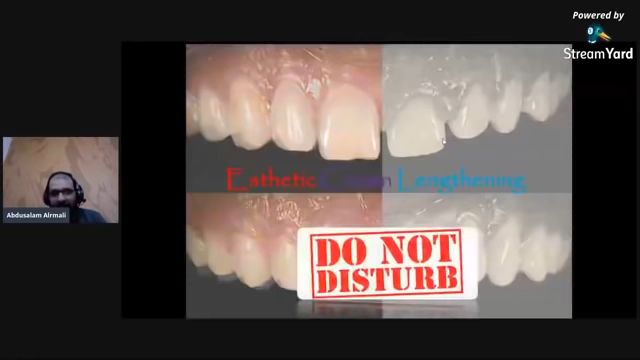 Powered by
StreamYard
Esthetic Crown Lengthening
DO NOT
DISTURB
Abdusalam Alrmali